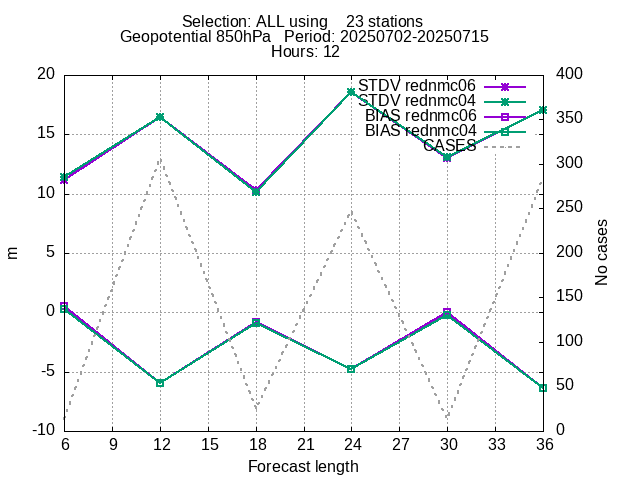 Selection: ALL using    23 stations
Geopotential 850hPa   Period: 20250702-20250715
Hours: 12
STDV rednmc06
STDV rednmc04
BIAS rednmc06
BIAS rednmc04
CASES
20
15
10
5
0
-5
-10
m
400
350
300
250
200
150
100
50
0
No cases
6 9 12 15 18 21 24 27 30 33 36
Forecast length